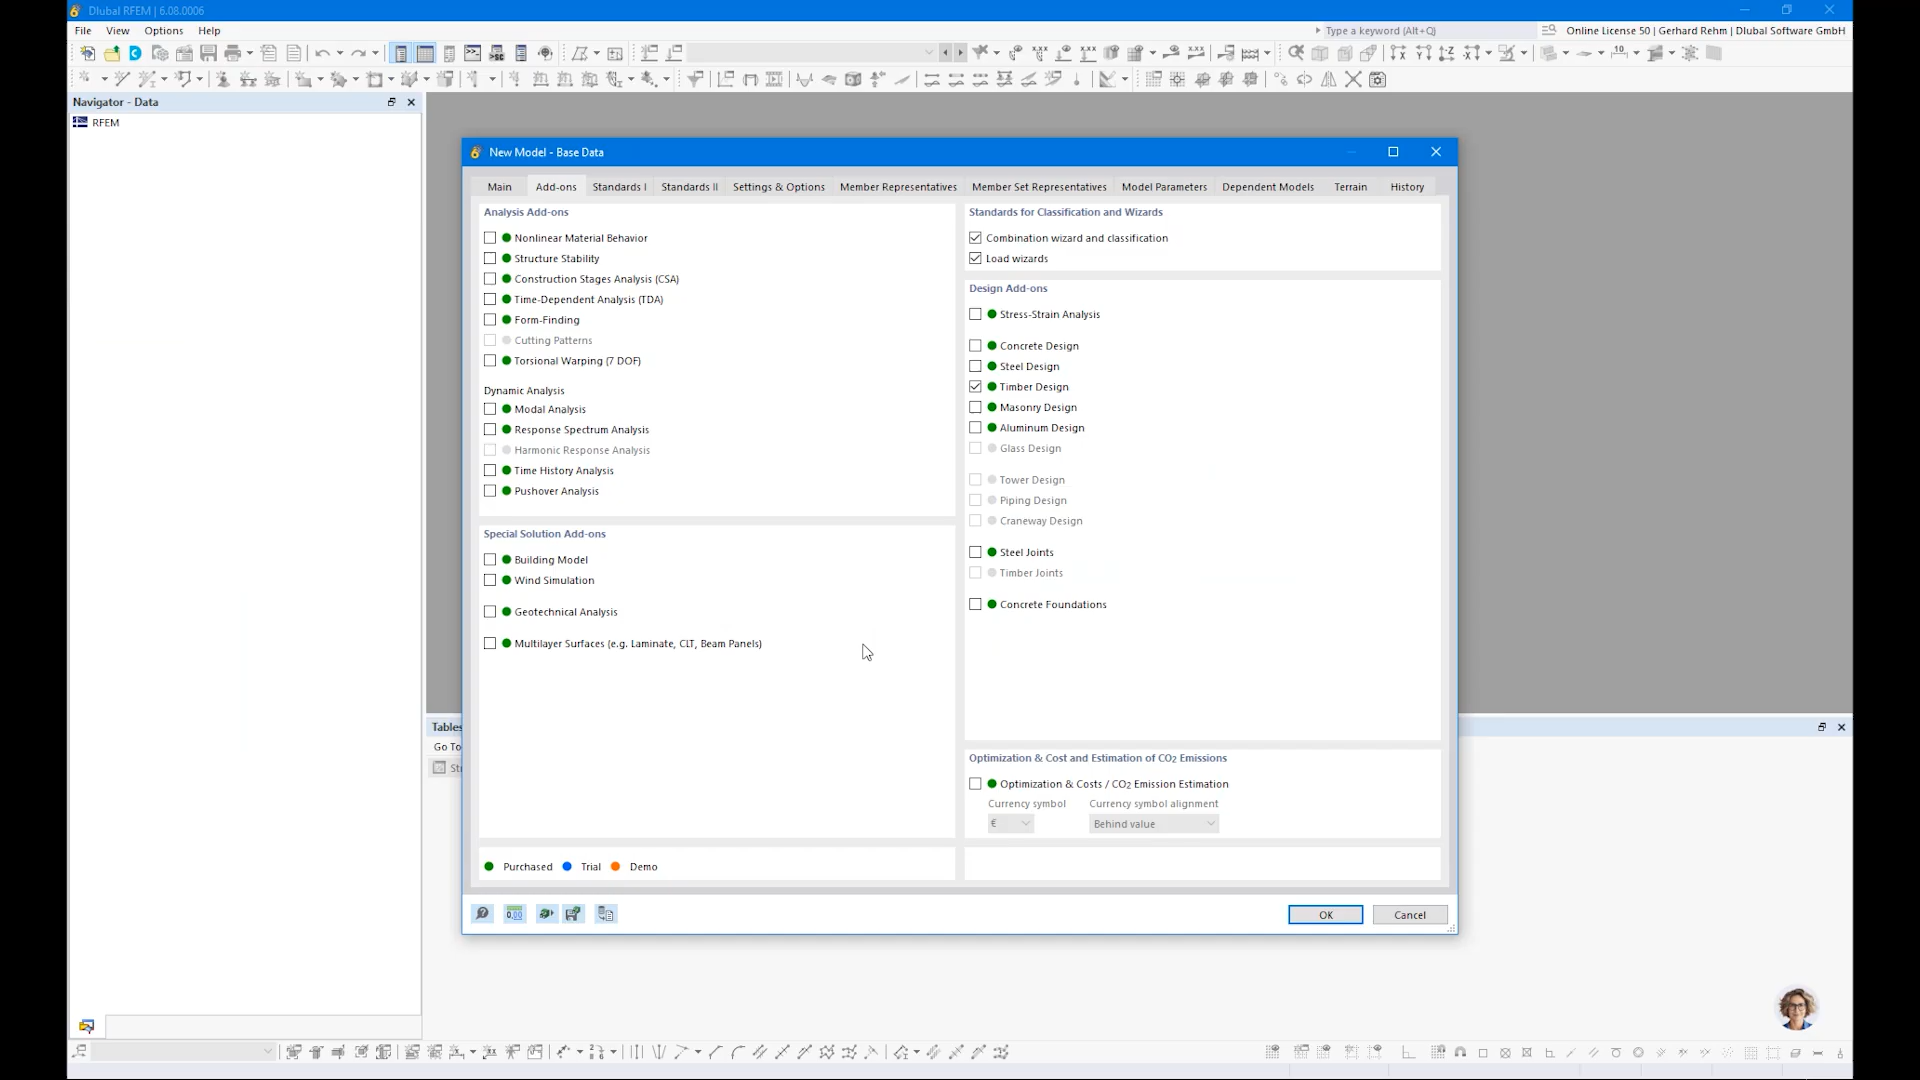 Dlubal RFEM | 6.08.0006
File View Options Help
Type a keyword (Alt+Q)
Online License 50 | Gerhard Rehm | Dlubal Software GmbH
Navigator - Data
RFEM
New Model - Base Data
Main Add-ons Standards I Standards II Settings & Options Member Representatives Member Set Representatives Model Parameters Dependent Models Terrain History
Analysis Add-ons
Nonlinear Material Behavior
Structure Stability
Construction Stages Analysis (CSA)
Time-Dependent Analysis (TDA)
Form-Finding
Cutting Patterns
Torsional Warping (7 DOF)
Dynamic Analysis
Modal Analysis
Response Spectrum Analysis
Harmonic Response Analysis
Time History Analysis
Pushover Analysis
Special Solution Add-ons
Building Model
Wind Simulation
Geotechnical Analysis
Multilayer Surfaces (e.g. Laminate, CLT, Beam Panels)
Purchased Trial Demo
Standards for Classification and Wizards
Combination wizard and classification
Load wizards
Design Add-ons
Stress-Strain Analysis
Concrete Design
Steel Design
Timber Design
Masonry Design
Aluminum Design
Glass Design
Tower Design
Piping Design
Craneway Design
Steel Joints
Timber Joints
Concrete Foundations
Optimization & Cost and Estimation of CO2 Emissions
Optimization & Costs / CO2 Emission Estimation
Currency symbol Currency symbol alignment
€ Behind value
OK Cancel
Tables
Go To